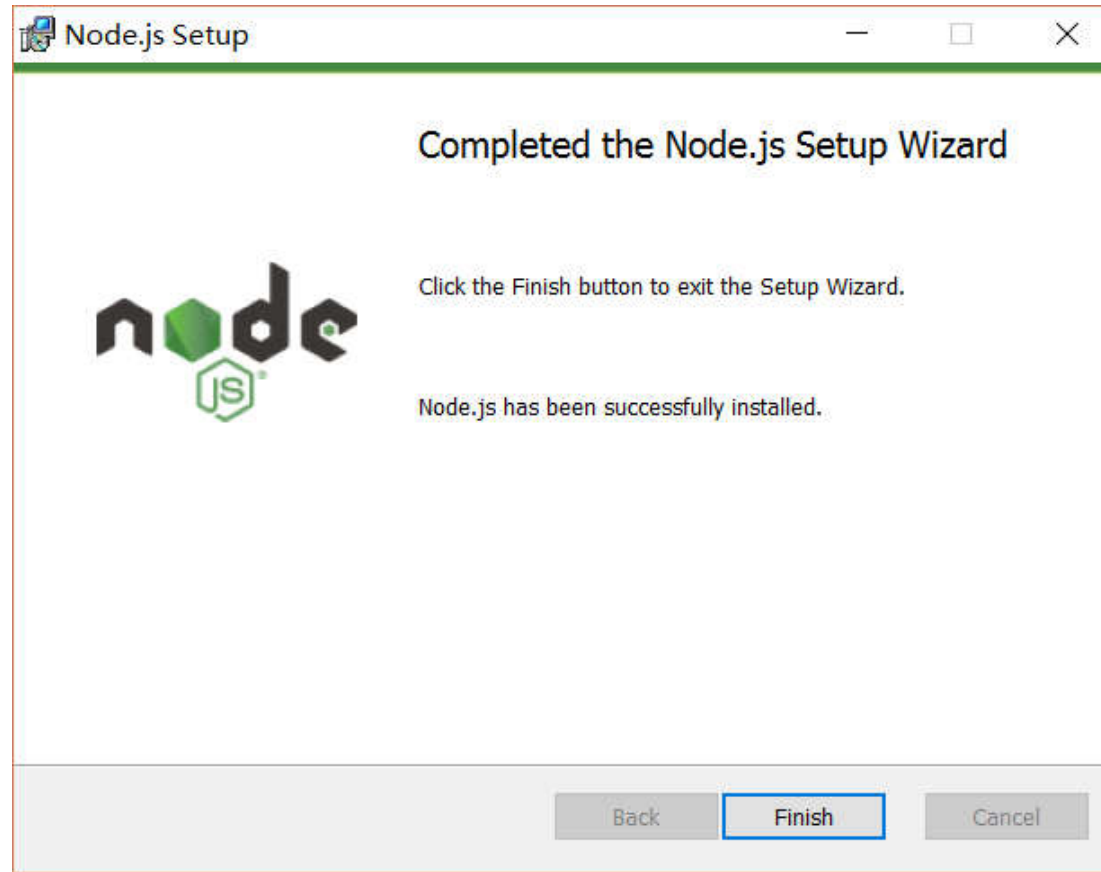 Node.js Setup
Completed the Node.js Setup Wizard
Click the Finish button to exit the Setup Wizard.
node
JS
Node.js has been successfully installed.
Back Finish Cancel